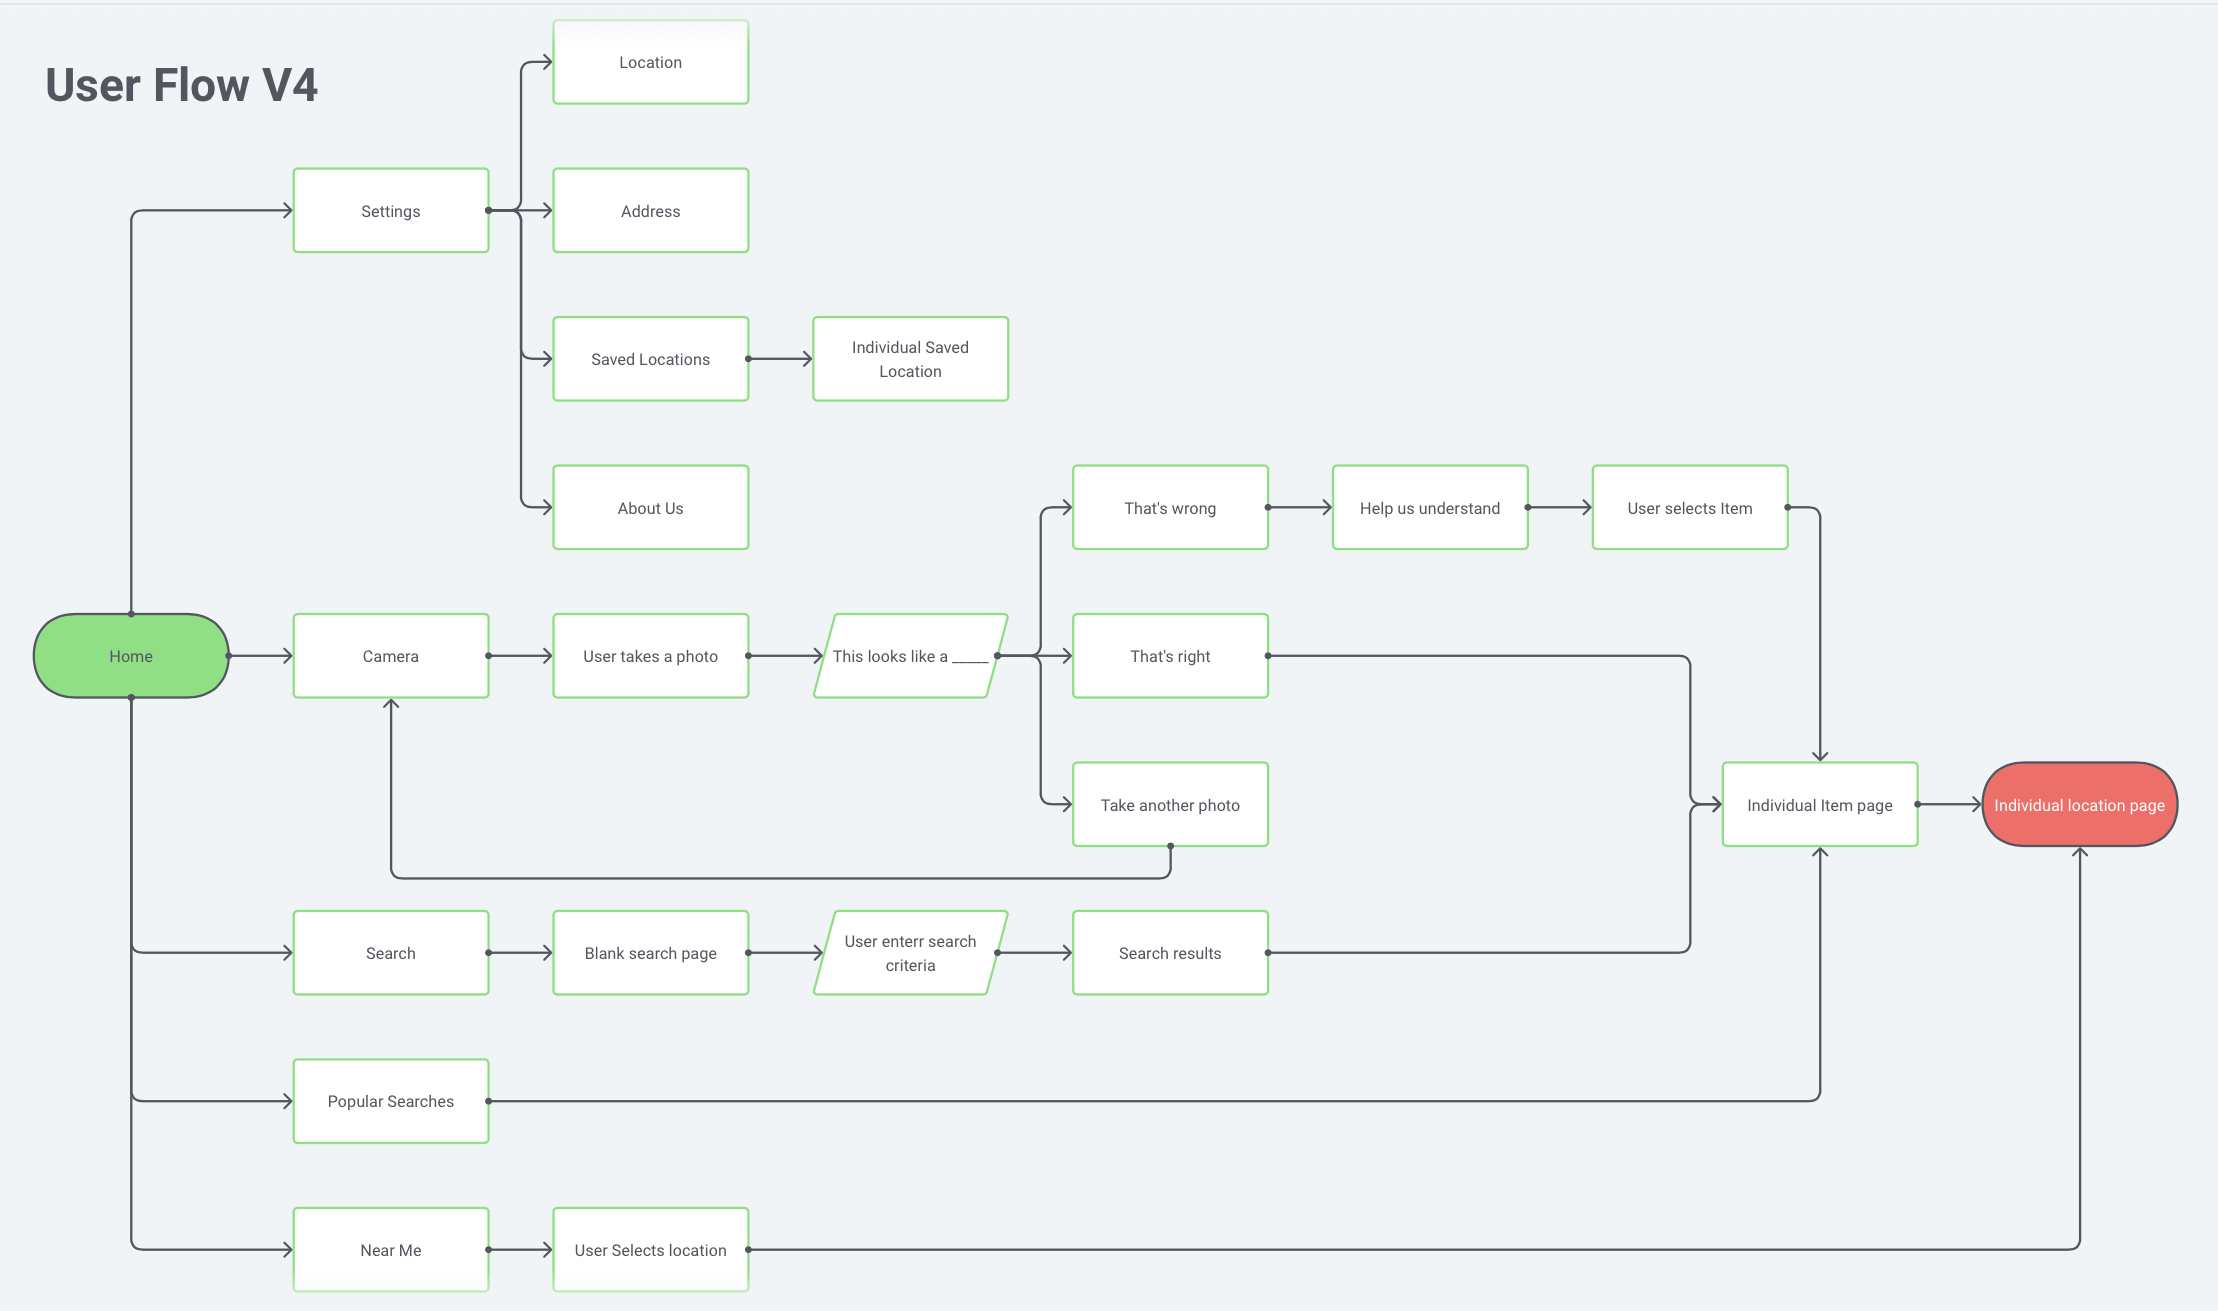 User Flow V4
Location
Settings
Address
Saved Locations
Individual Saved
Location
About Us
That's wrong
Help us understand
User selects Item
Home
Camera
User takes a photo
This looks like a _____
That's right
Take another photo
Individual Item page
Individual location page
Search
Blank search page
User enterr search
criteria
Search results
Popular Searches
Near Me
User Selects location